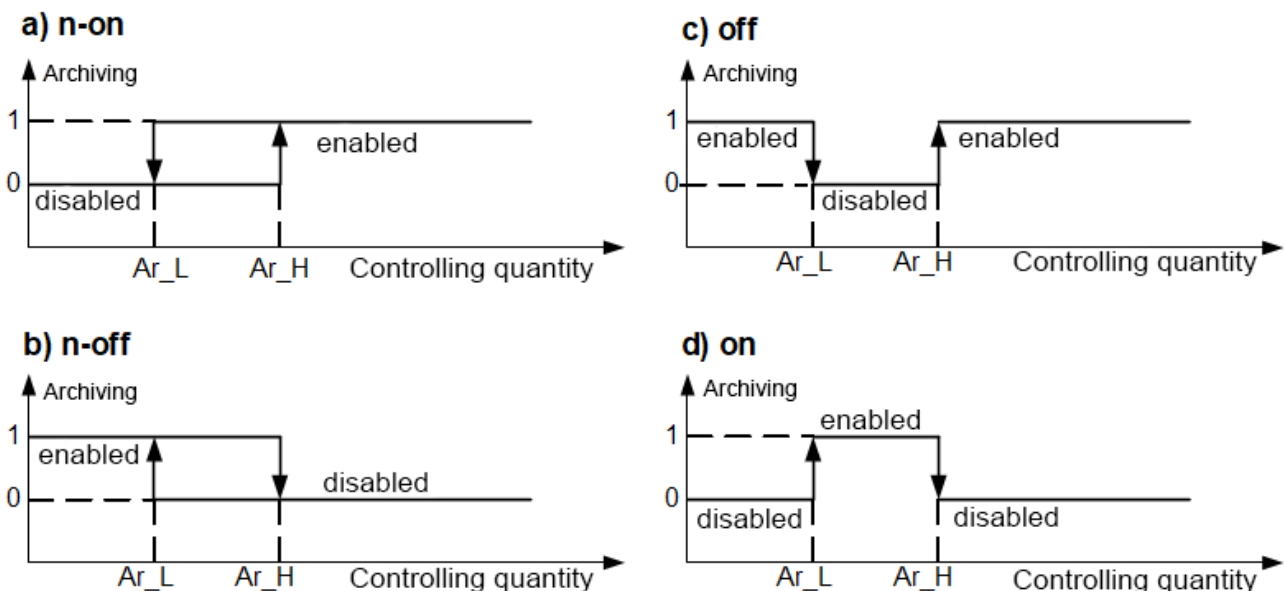 a) n-on
Archiving
1
enabled
0
disabled
Ar_L
Ar_H
Controlling quantity
c) off
Archiving
1
enabled
enabled
0
disabled
Ar_L
Ar_H
Controlling quantity
b) n-off
Archiving
1
enabled
disabled
0
Ar_L
Ar_H
Controlling quantity
d) on
Archiving
enabled
1
0
disabled
disabled
Ar_L
Ar_H
Controlling quantity